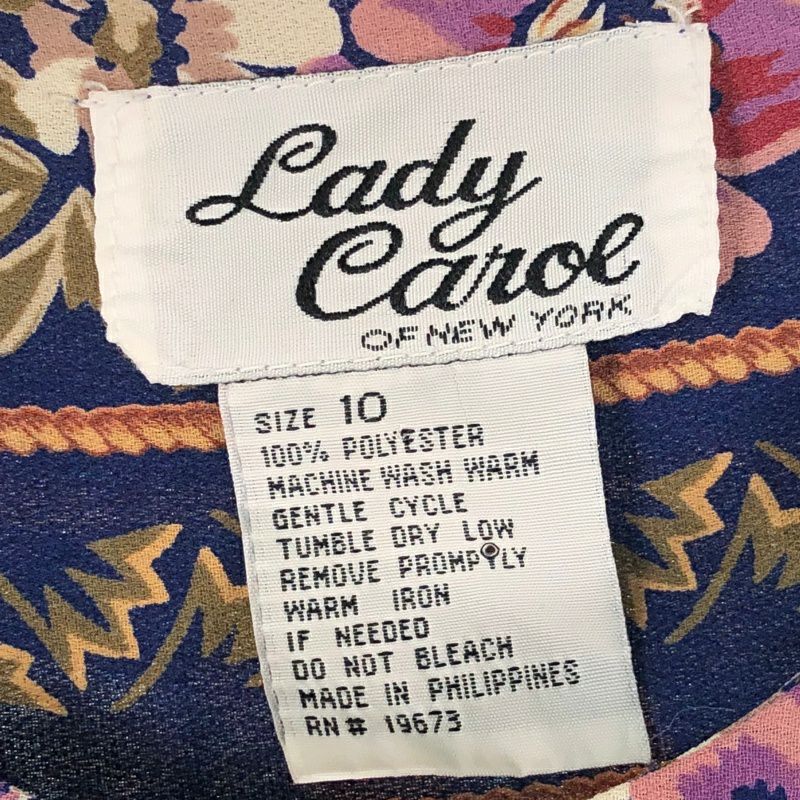 Lady
Carol
OF NEW YORK
SIZE 10
100% POLYESTER
MACHINE WASH WARM
GENTLE CYCLE
TUMBLE DRY LOW
REMOVE PROMPTLY
WARM IRON
IF NEEDED
DO NOT BLEACH
MADE IN PHILIPPINES
RN# 19673